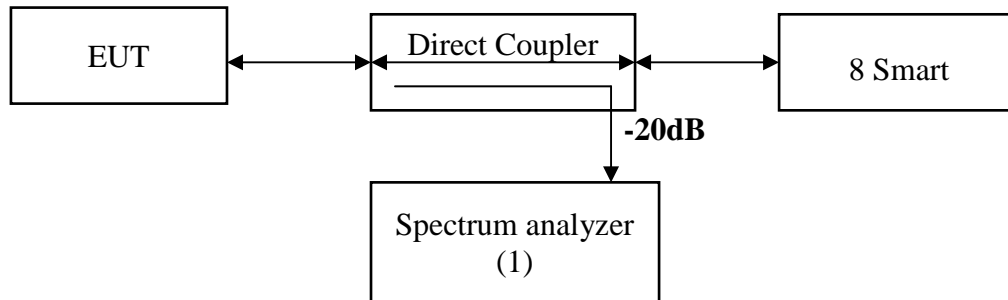 EUT
Direct Coupler
8 Smart
-20dB
Spectrum analyzer
(1)